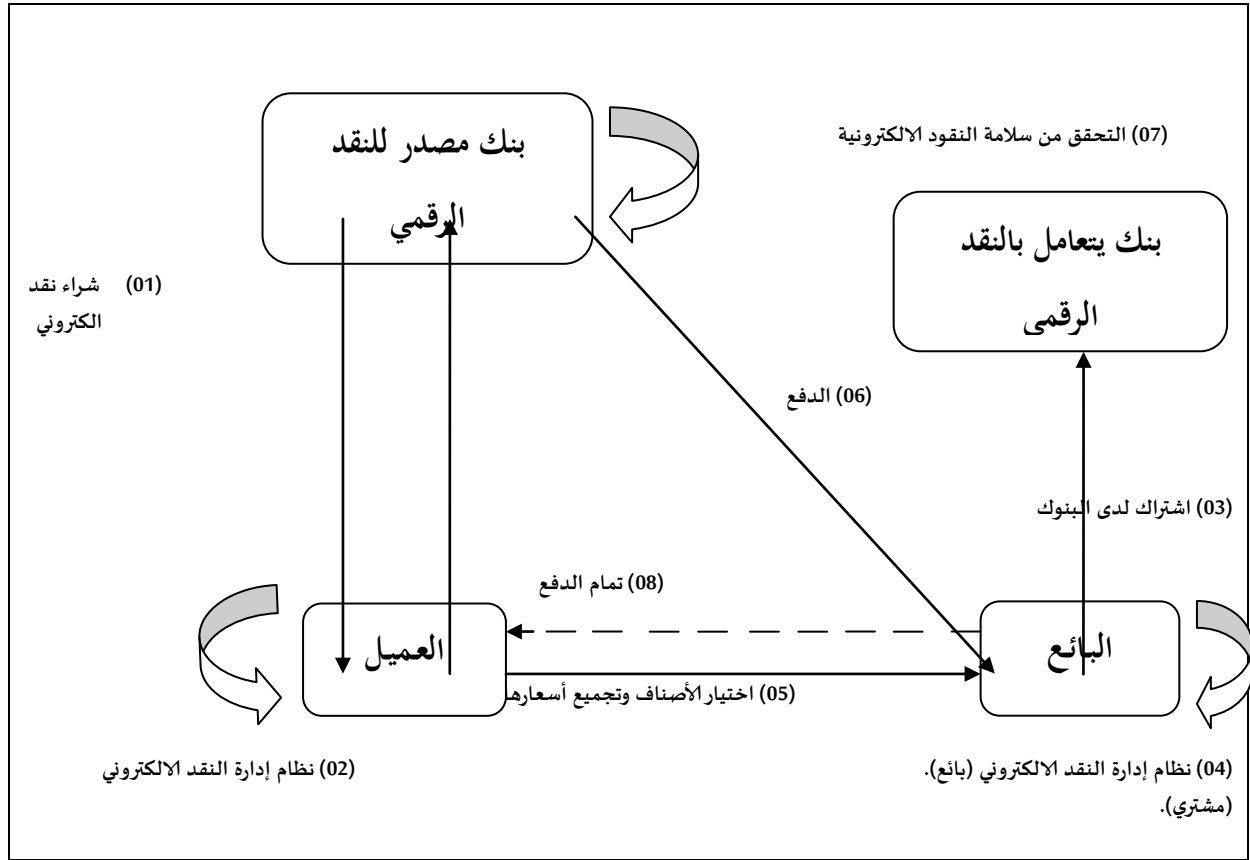 بنك مصدر للنقد
الرقمي
(07) التحقق من سلامة النقود الالكترونية
بنك يتعامل بالنقد
الرقمي
(01) شراء نقد
الكتروني
(06) الدفع
(03) اشتراك لدى البنوك
(08) تمام الدفع
العميل
البائع
(05) اختيار الأصناف وتجميع أسعارها
(02) نظام إدارة النقد الالكتروني
(04) نظام إدارة النقد الالكتروني (بائع).
(مشتري).